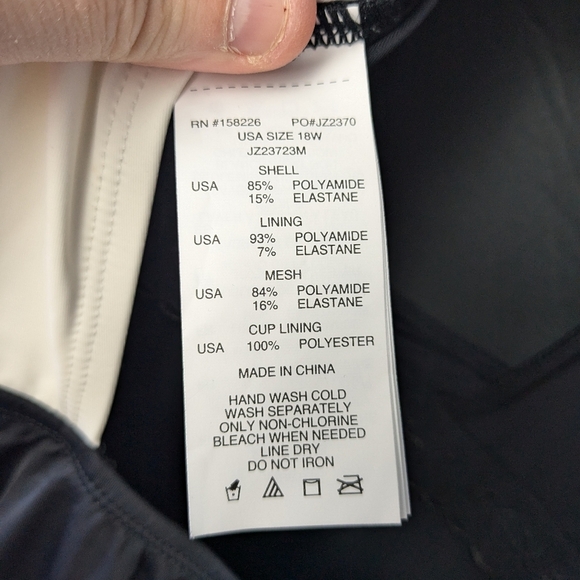 RN #158226 PO#JZ2370
USA SIZE 18W
JZ23723M
SHELL
USA 85% POLYAMIDE
15% ELASTANE
LINING
USA 93% POLYAMIDE
7% ELASTANE
MESH
USA 84% POLYAMIDE
16% ELASTANE
CUP LINING
USA 100% POLYESTER
MADE IN CHINA
HAND WASH COLD
WASH SEPARATELY
ONLY NON-CHLORINE
BLEACH WHEN NEEDED
LINE DRY
DO NOT IRON